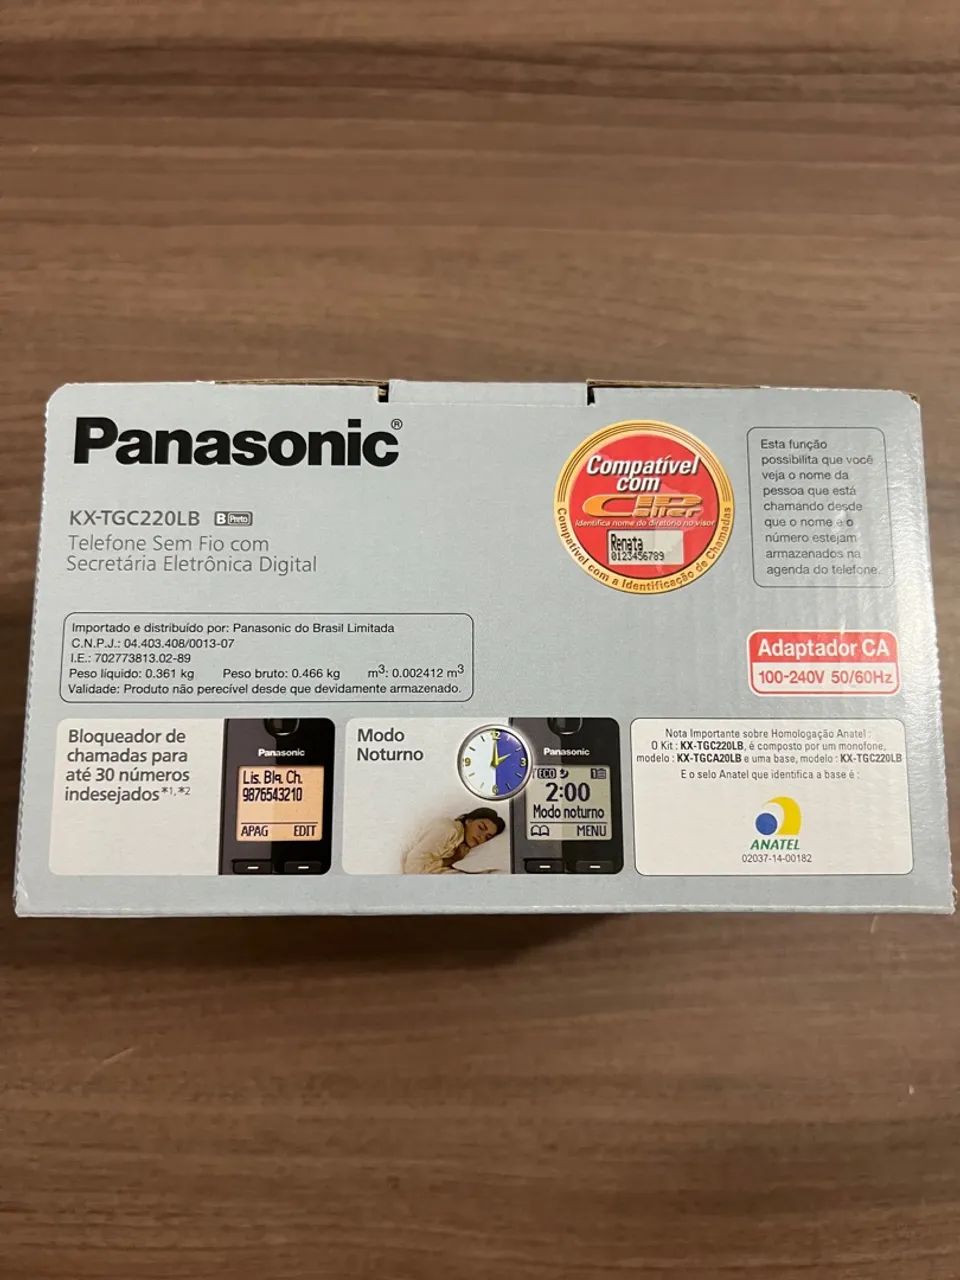 Panasonic®
KX-TGC220LB B Preto
Telefone Sem Fio com
Secretária Eletrônica Digital
Compatível
com
CID
aller
Identifica nome do diretório no visor
Renata
0123456789
Compatível com a Identificação de Chamadas
Esta função
possibilita que você
veja o nome da
pessoa que está
chamando desde
que o nome e o
número estejam
armazenados na
agenda do telefone.
Importado e distribuído por: Panasonic do Brasil Limitada
C.N.P.J.: 04.403.408/0013-07
I.E.: 702773813.02-89
Peso líquido: 0.361 kg Peso bruto: 0.466 kg m³: 0.002412 m³
Validade: Produto não perecível desde que devidamente armazenado.
Adaptador CA
100-240V 50/60Hz
Bloqueador de
chamadas para
até 30 números
indesejados*1,*2
Panasonic
Lis. Blq. Ch.
9876543210
APAG EDIT
Modo
Noturno
12
3
6
9
Panasonic
ECO
2:00
Modo noturno
MENU
Nota Importante sobre Homologação Anatel :
O Kit : KX-TGC220LB, é composto por um monofone,
modelo : KX-TGCA20LB e uma base, modelo : KX-TGC220LB
E o selo Anatel que identifica a base é :
ANATEL
02037-14-00182